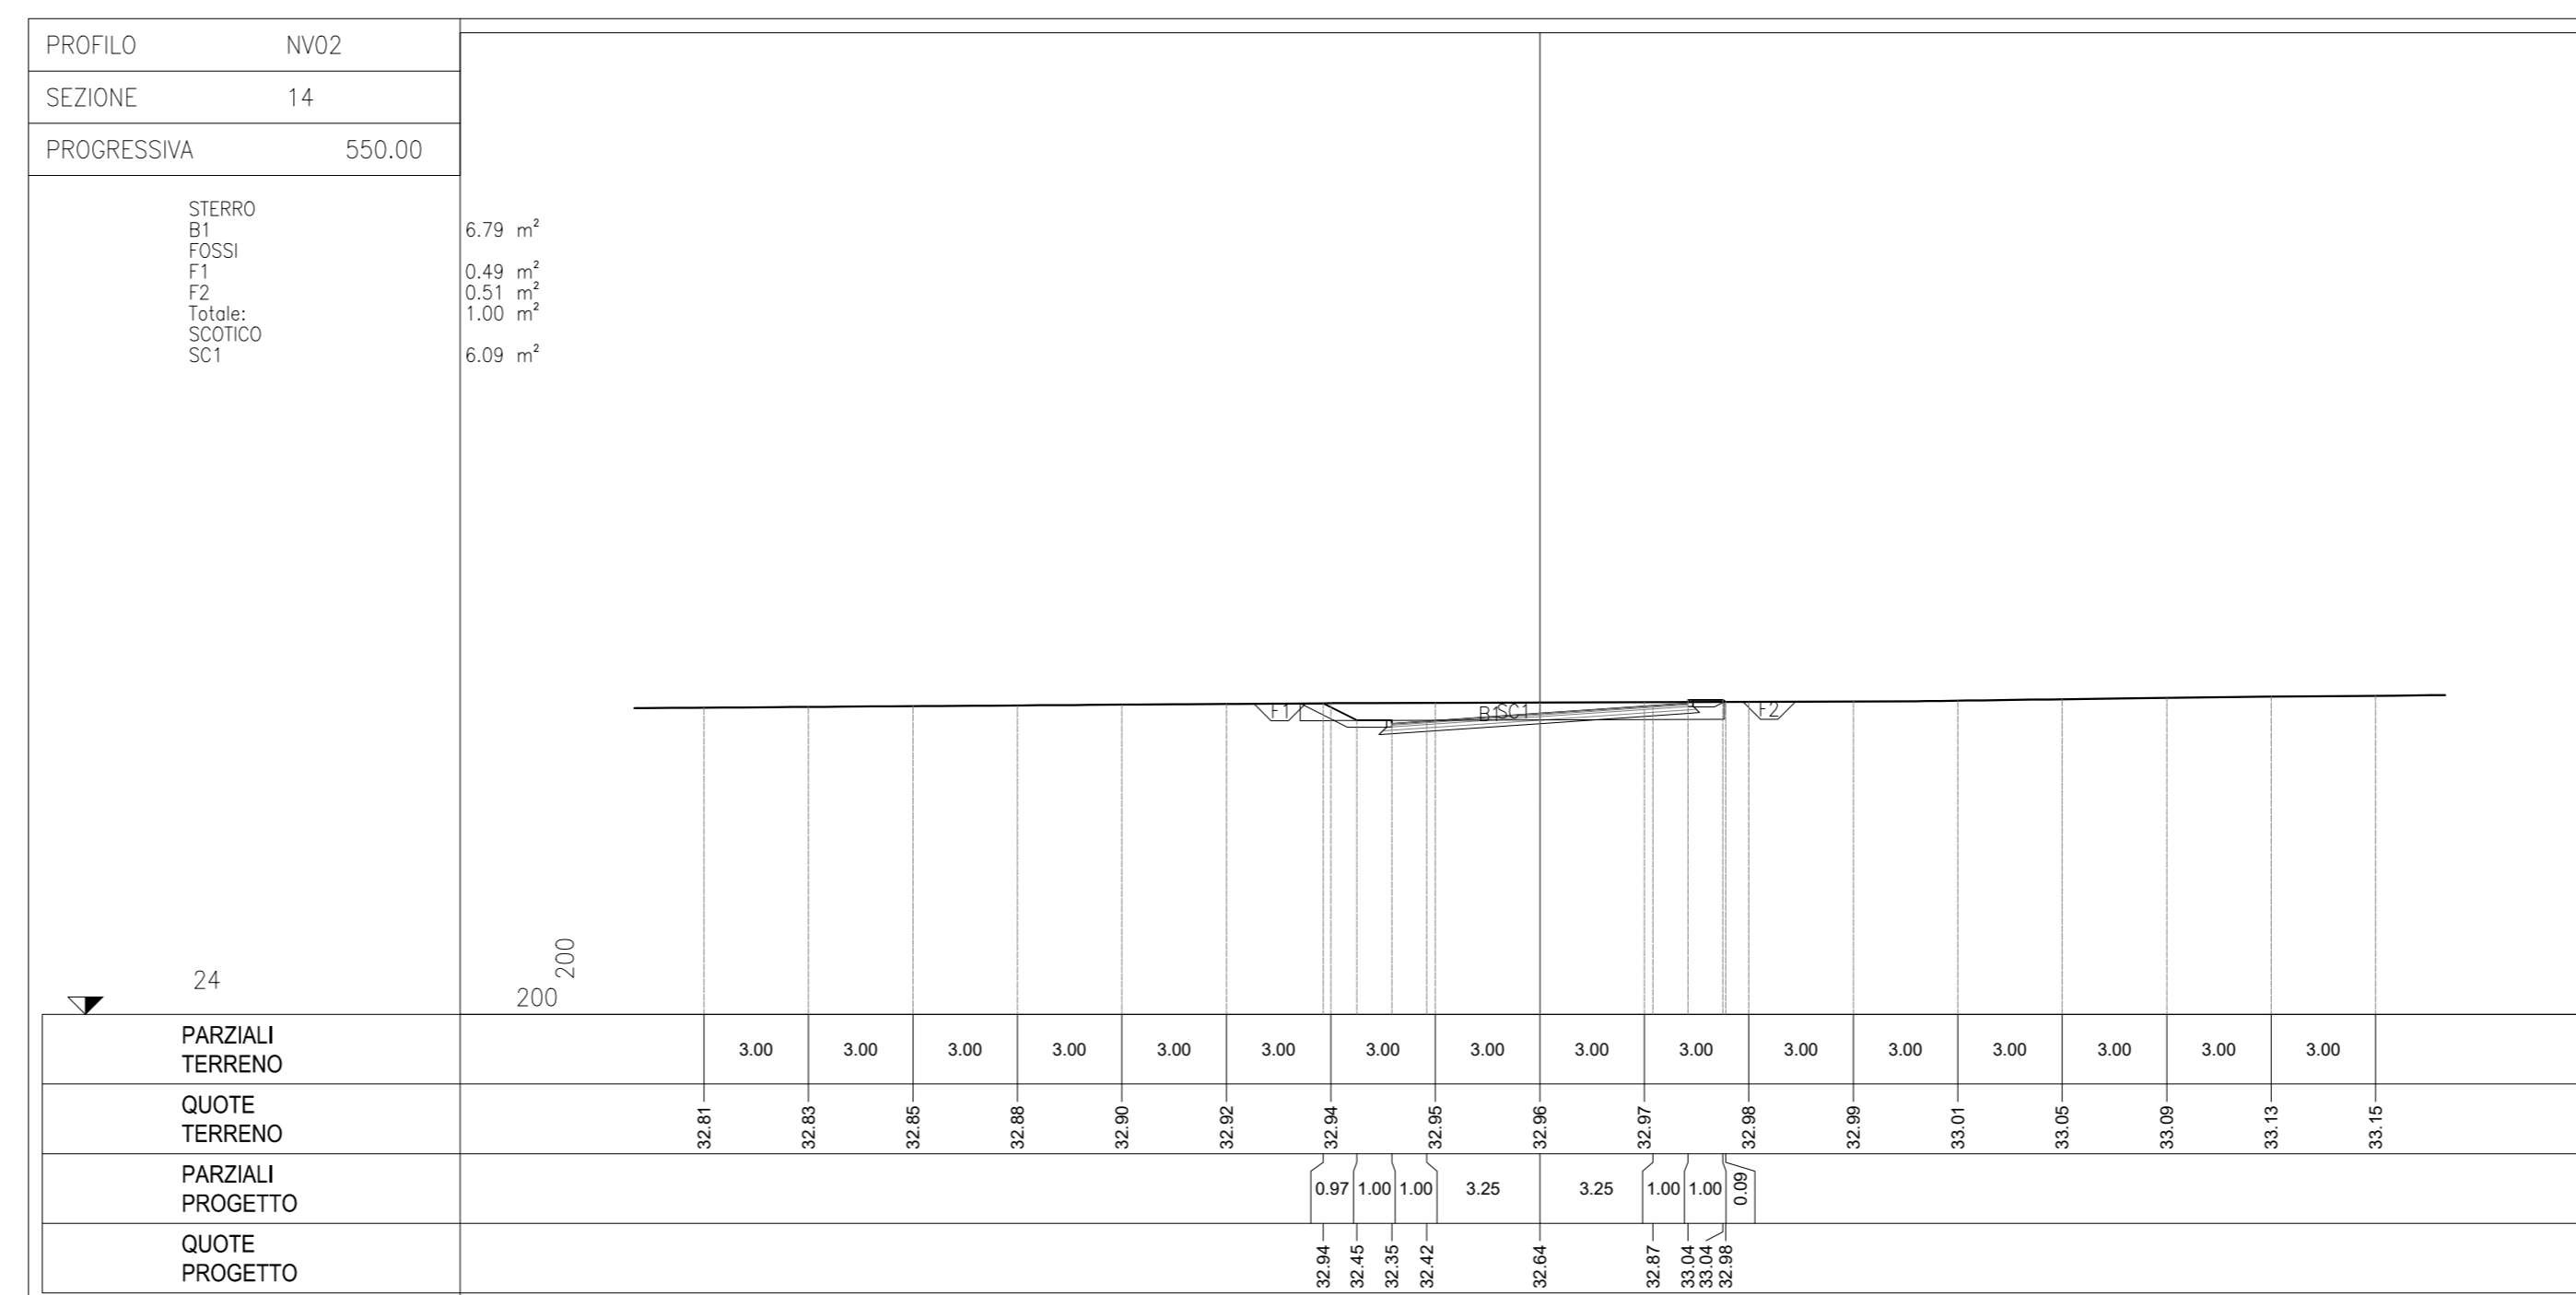 PROFILO NV02
SEZIONE 14
PROGRESSIVA 550.00
STERRO
B1 6.79 m²
FOSSI
F1 0.49 m²
F2 0.51 m²
Totale: 1.00 m²
SCOTICO
SC1 6.09 m²
F1 B1 SC1 F2
24
200
200
PARZIALI
TERRENO
3.00 3.00 3.00 3.00 3.00 3.00 3.00 3.00 3.00 3.00 3.00 3.00 3.00 3.00 3.00 3.00
QUOTE
TERRENO
32.81 32.83 32.85 32.88 32.90 32.92 32.94 32.95 32.96 32.97 32.98 32.99 33.01 33.05 33.09 33.13 33.15
PARZIALI
PROGETTO
0.97 1.00 1.00 3.25 3.25 1.00 1.00 0.09
QUOTE
PROGETTO
32.94 32.45 32.35 32.42 32.64 32.87 33.04 33.04 32.98